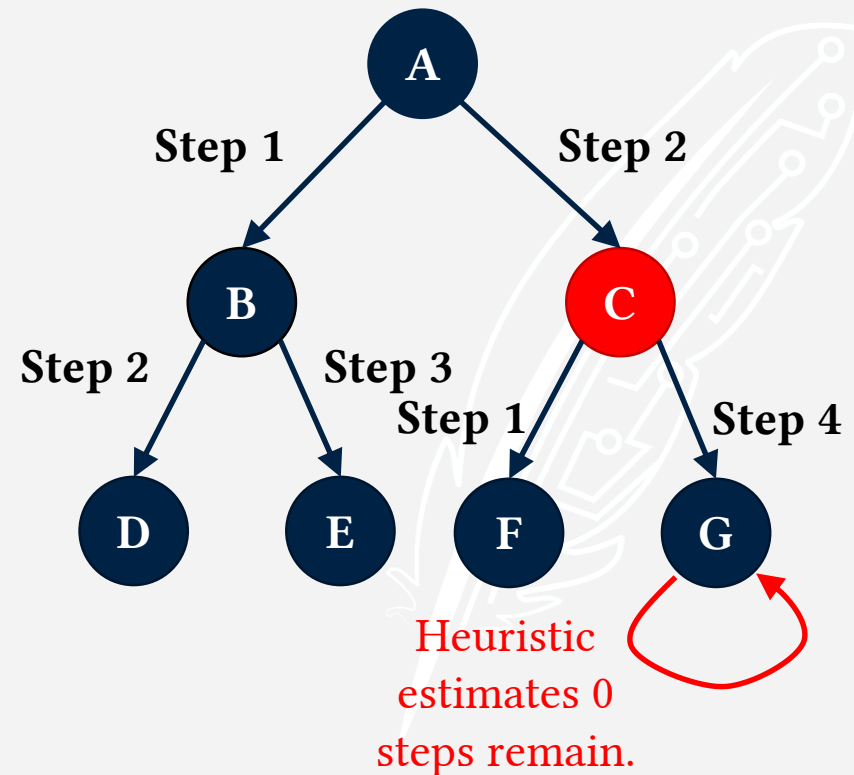 A
Step 1
Step 2
B
C
Step 2
Step 3
Step 1
Step 4
D
E
F
G
Heuristic
estimates 0
steps remain.